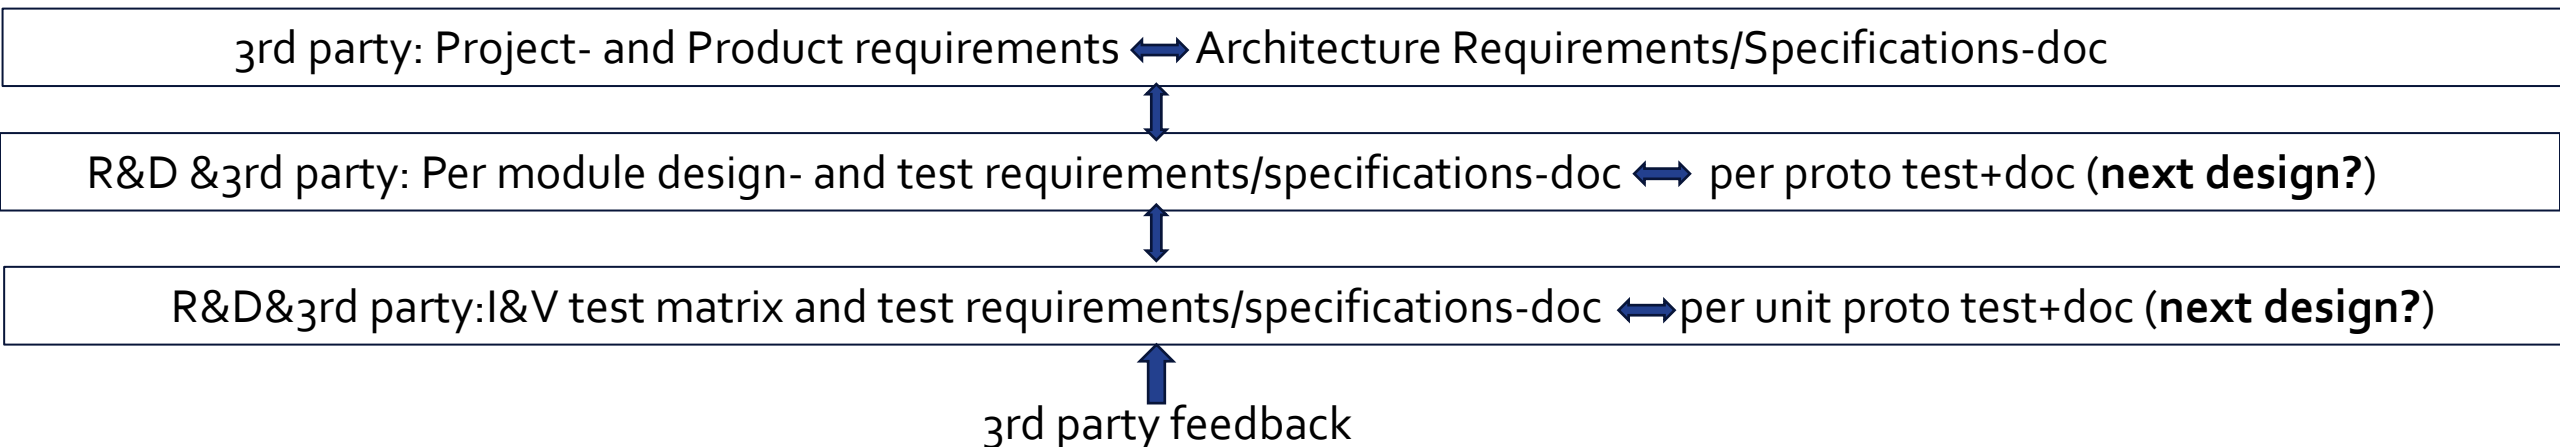 3rd party: Project- and Product requirements Architecture Requirements/Specifications-doc
R&D &3rd party: Per module design- and test requirements/specifications-doc per proto test+doc (next design?)
R&D&3rd party:I&V test matrix and test requirements/specifications-doc per unit proto test+doc (next design?)
3rd party feedback